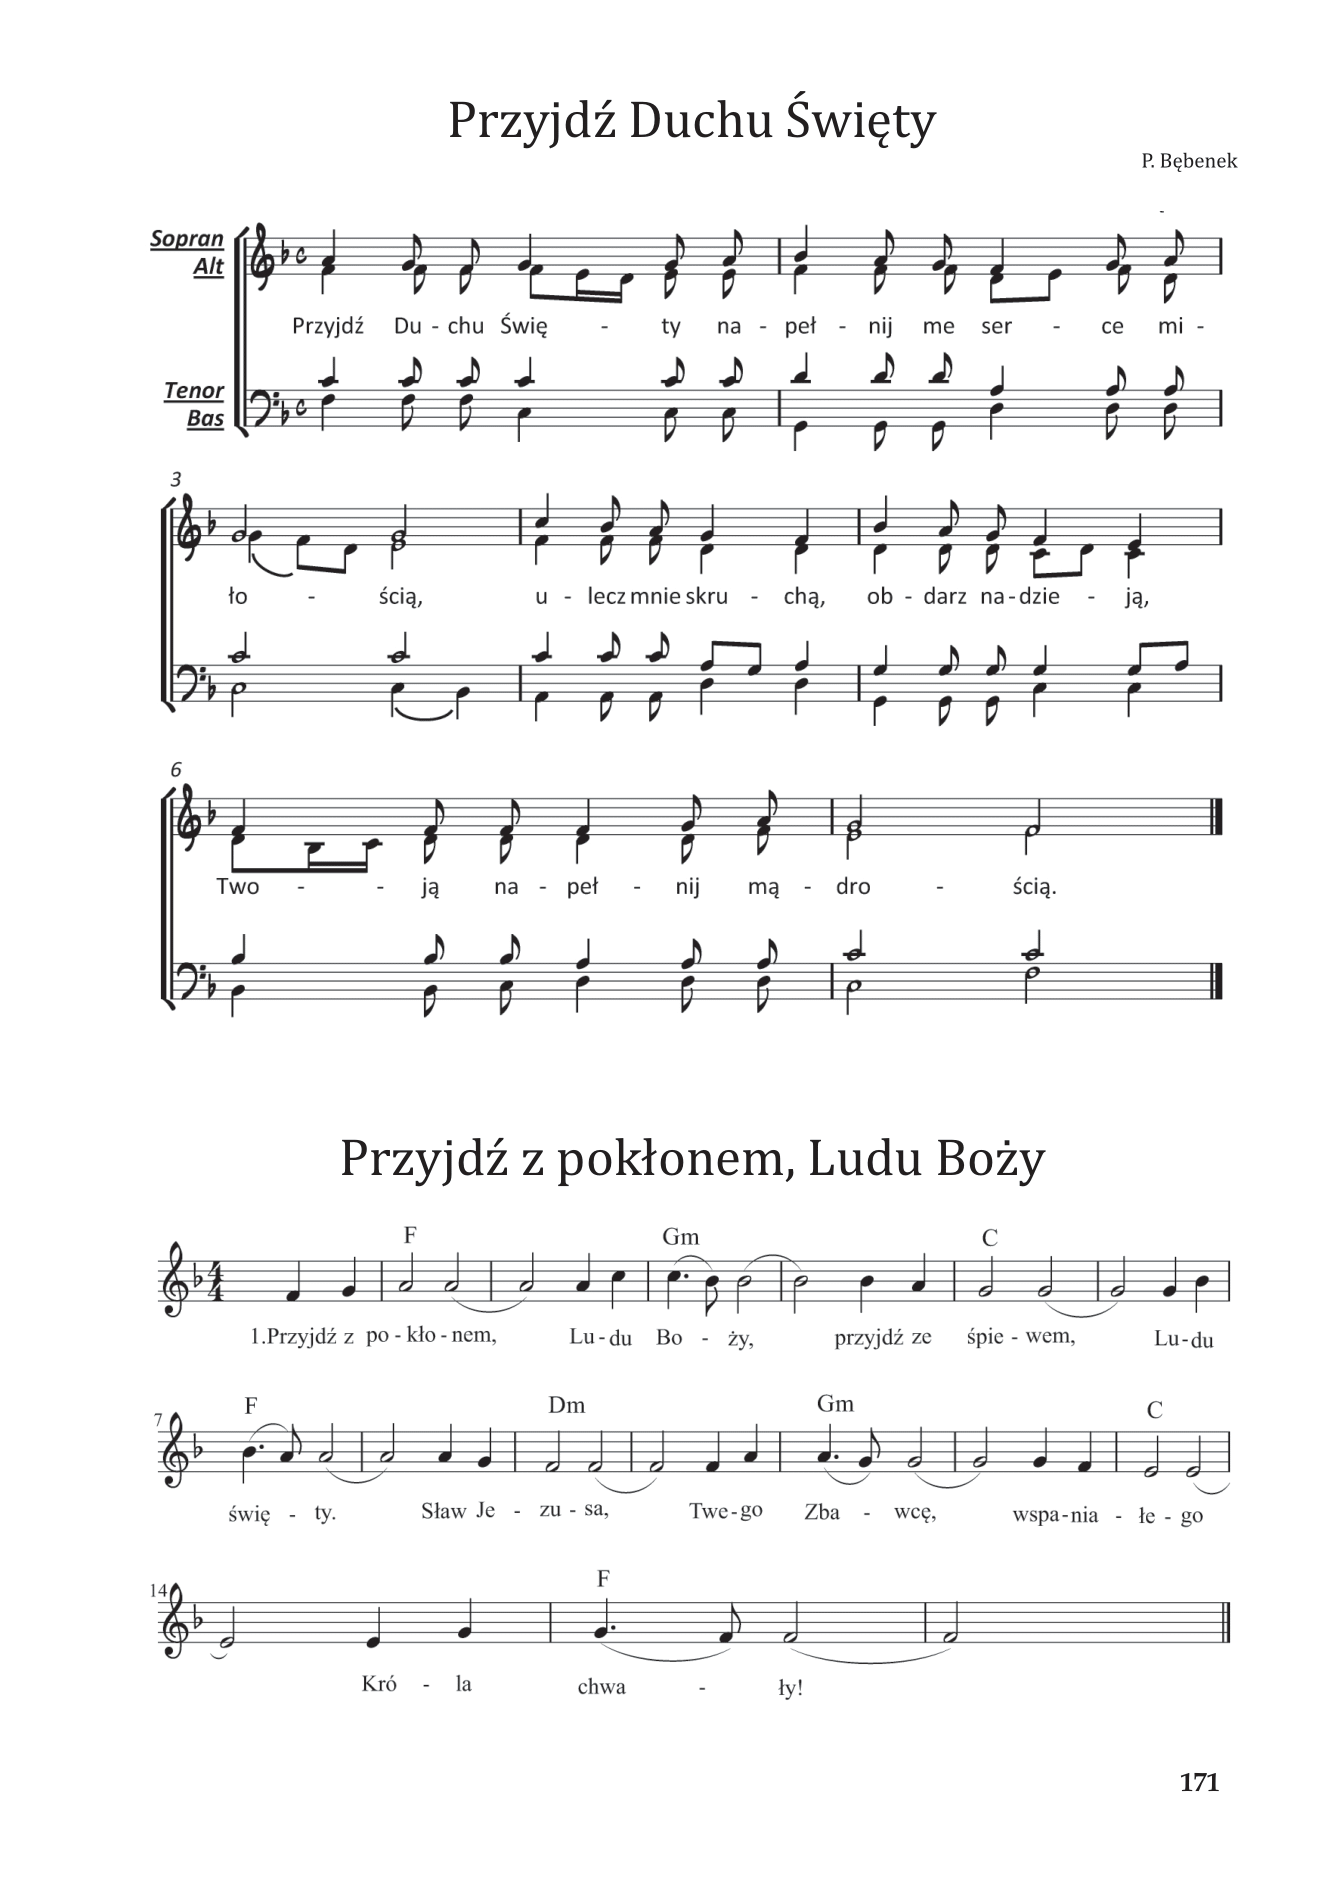 Przyjdź Duchu Święty
P. Bębenek
Sopran
Alt
Przyjdź Du - chu Świę - ty na - peł - nij me ser - ce mi -
Tenor
Bas
3
ło - ścią, u - lecz mnie skru - chą, ob - darz na - dzie - ją,
6
Two - - ją na - peł - nij mą - dro - ścią.
Przyjdź z pokłonem, Ludu Boży
F Gm C
4
4
1.Przyjdź z po - kło - nem, Lu - du Bo - ży, przyjdź ze śpie - wem, Lu - du
7 F Dm Gm C
świę - ty. Sław Je - zu - sa, Twe - go Zba - wcę, wspa - nia - łe - go
14 F
Kró - la chwa - ły!
171